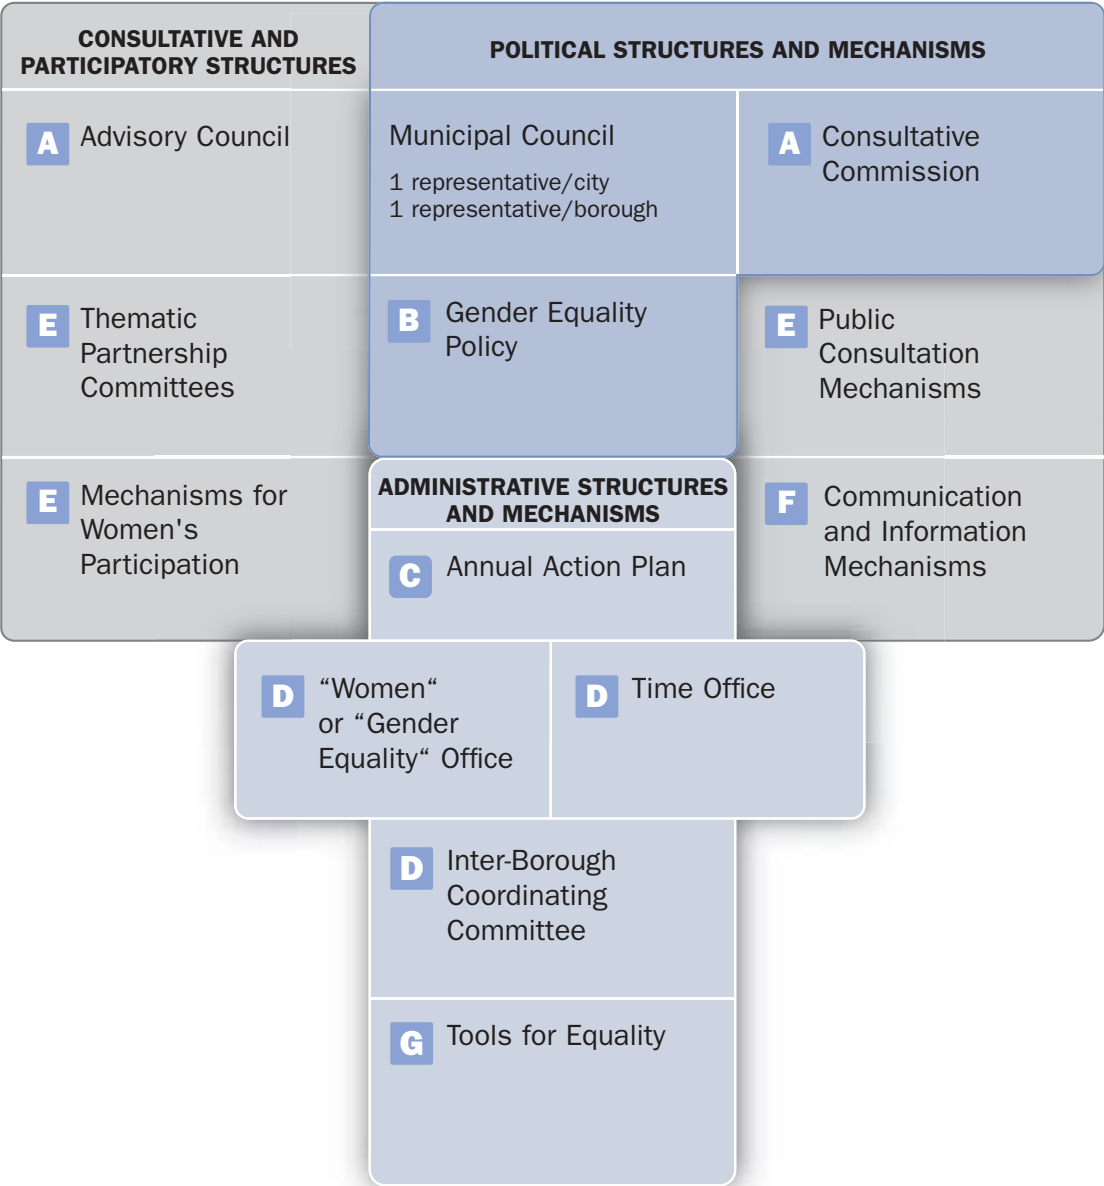 CONSULTATIVE AND
PARTICIPATORY STRUCTURES
POLITICAL STRUCTURES AND MECHANISMS
A Advisory Council
Municipal Council
1 representative/city
1 representative/borough
A Consultative
Commission
E Thematic
Partnership
Committees
B Gender Equality
Policy
E Public
Consultation
Mechanisms
E Mechanisms for
Women's
Participation
ADMINISTRATIVE STRUCTURES
AND MECHANISMS
C Annual Action Plan
F Communication
and Information
Mechanisms
D “Women“
or “Gender
Equality“ Office
D Time Office
D Inter-Borough
Coordinating
Committee
G Tools for Equality